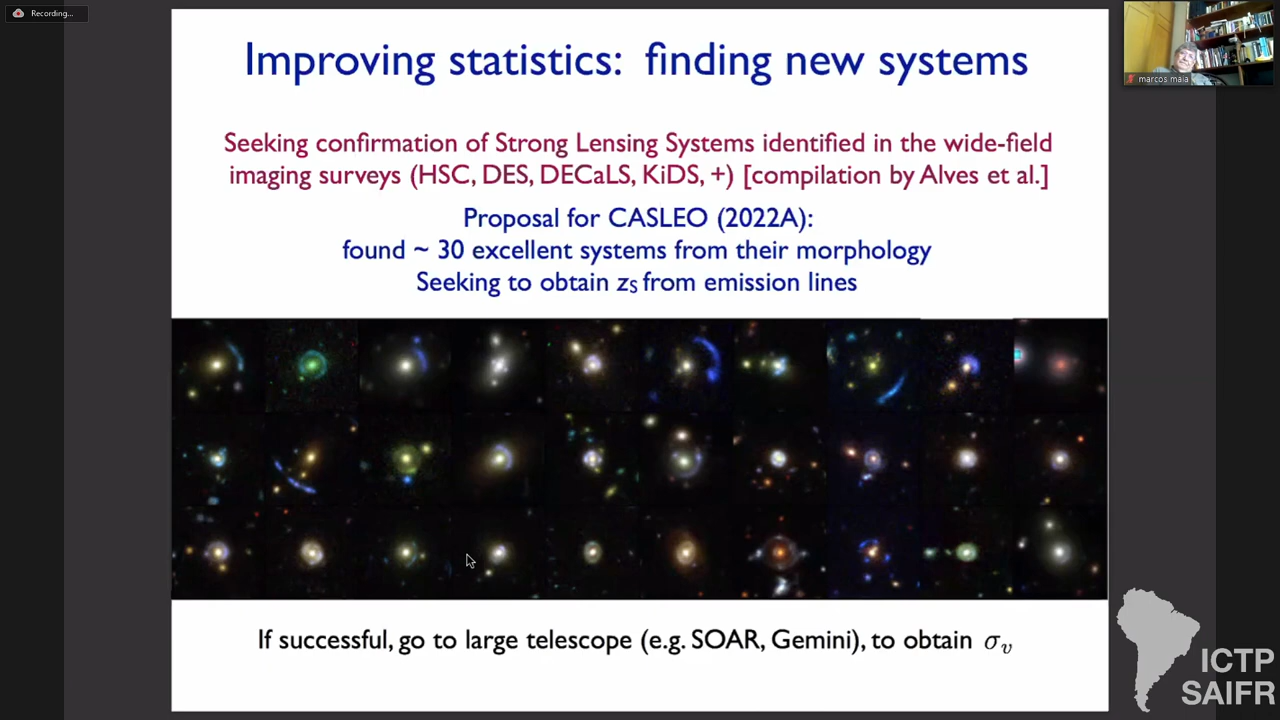 Recording...
Improving statistics: finding new systems
marcos maia
Seeking confirmation of Strong Lensing Systems identified in the wide-field
imaging surveys (HSC, DES, DECaLS, KiDS, +) [compilation by Alves et al.]
Proposal for CASLEO (2022A):
found ~ 30 excellent systems from their morphology
Seeking to obtain zS from emission lines
If successful, go to large telescope (e.g. SOAR, Gemini), to obtain σv
ICTP
SAIFR